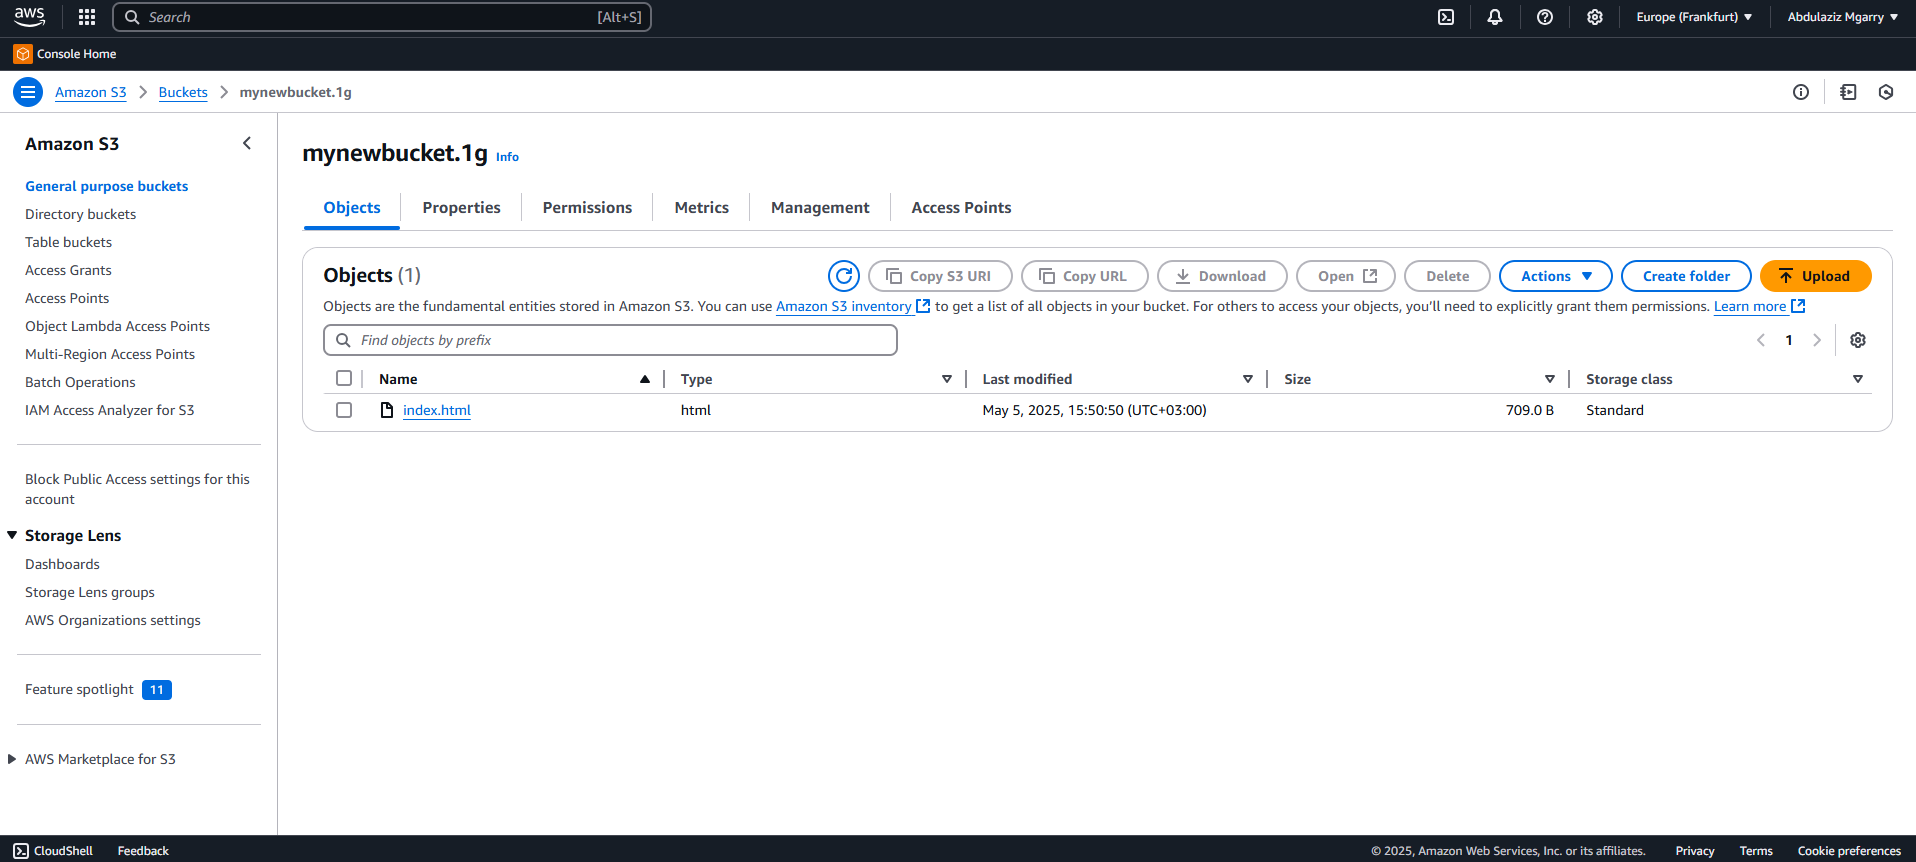 aws
Search [Alt+S]
Europe (Frankfurt)
Abdulaziz Mgarry
Console Home
Amazon S3 > Buckets > mynewbucket.1g
Amazon S3
General purpose buckets
Directory buckets
Table buckets
Access Grants
Access Points
Object Lambda Access Points
Multi-Region Access Points
Batch Operations
IAM Access Analyzer for S3
Block Public Access settings for this
account
Storage Lens
Dashboards
Storage Lens groups
AWS Organizations settings
Feature spotlight 11
AWS Marketplace for S3
mynewbucket.1g Info
Objects Properties Permissions Metrics Management Access Points
Objects (1)
Copy S3 URI Copy URL Download Open Delete Actions Create folder Upload
Objects are the fundamental entities stored in Amazon S3. You can use Amazon S3 inventory to get a list of all objects in your bucket. For others to access your objects, you’ll need to explicitly grant them permissions. Learn more
Find objects by prefix
1
Name Type Last modified Size Storage class
index.html html May 5, 2025, 15:50:50 (UTC+03:00) 709.0 B Standard
CloudShell Feedback
© 2025, Amazon Web Services, Inc. or its affiliates. Privacy Terms Cookie preferences